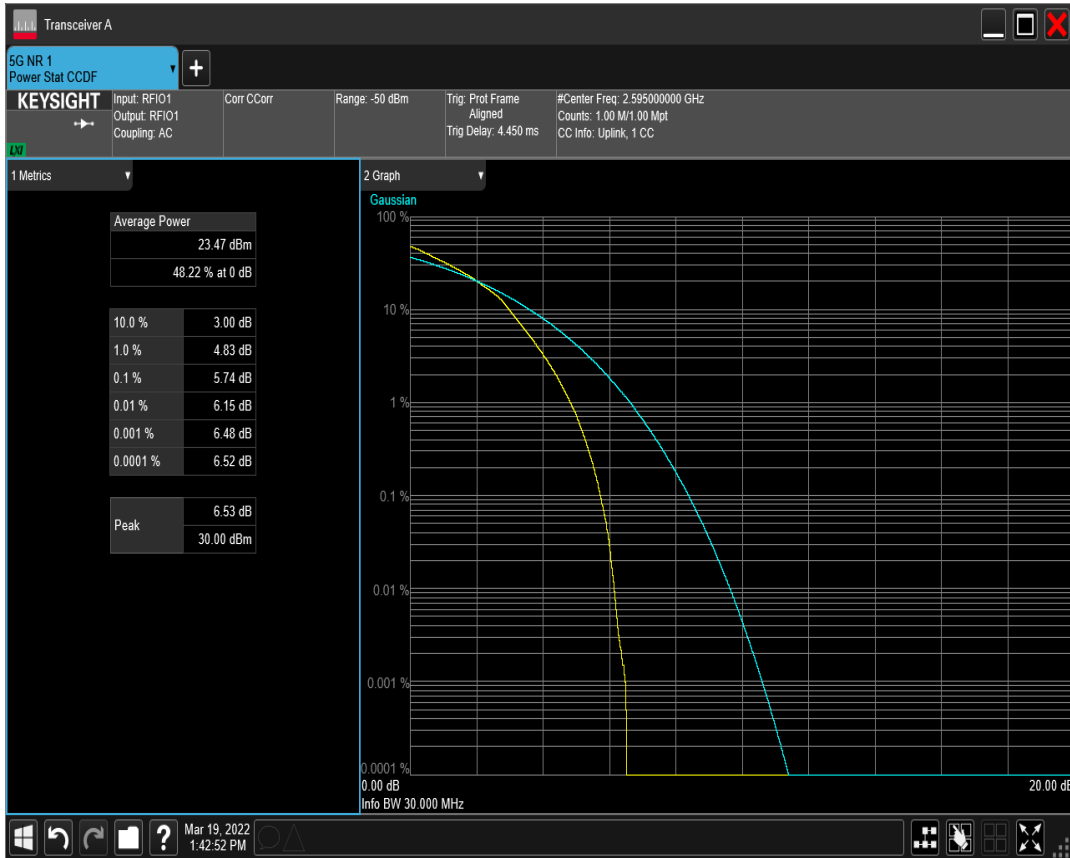 Transceiver A
5G NR 1
Power Stat CCDF
KEYSIGHT
LXI
Input: RFIO1
Output: RFIO1
Coupling: AC
Corr CCorr
Range: -50 dBm
Trig: Prot Frame
Aligned
Trig Delay: 4.450 ms
#Center Freq: 2.595000000 GHz
Counts: 1.00 M/1.00 Mpt
CC Info: Uplink, 1 CC
1 Metrics
Average Power
23.47 dBm
48.22 % at 0 dB
10.0 % 3.00 dB
1.0 % 4.83 dB
0.1 % 5.74 dB
0.01 % 6.15 dB
0.001 % 6.48 dB
0.0001 % 6.52 dB
Peak
6.53 dB
30.00 dBm
2 Graph
Gaussian
100 %
10 %
1 %
0.1 %
0.01 %
0.001 %
0.0001 %
0.00 dB
20.00 dB
Info BW 30.000 MHz
?
Mar 19, 2022
1:42:52 PM